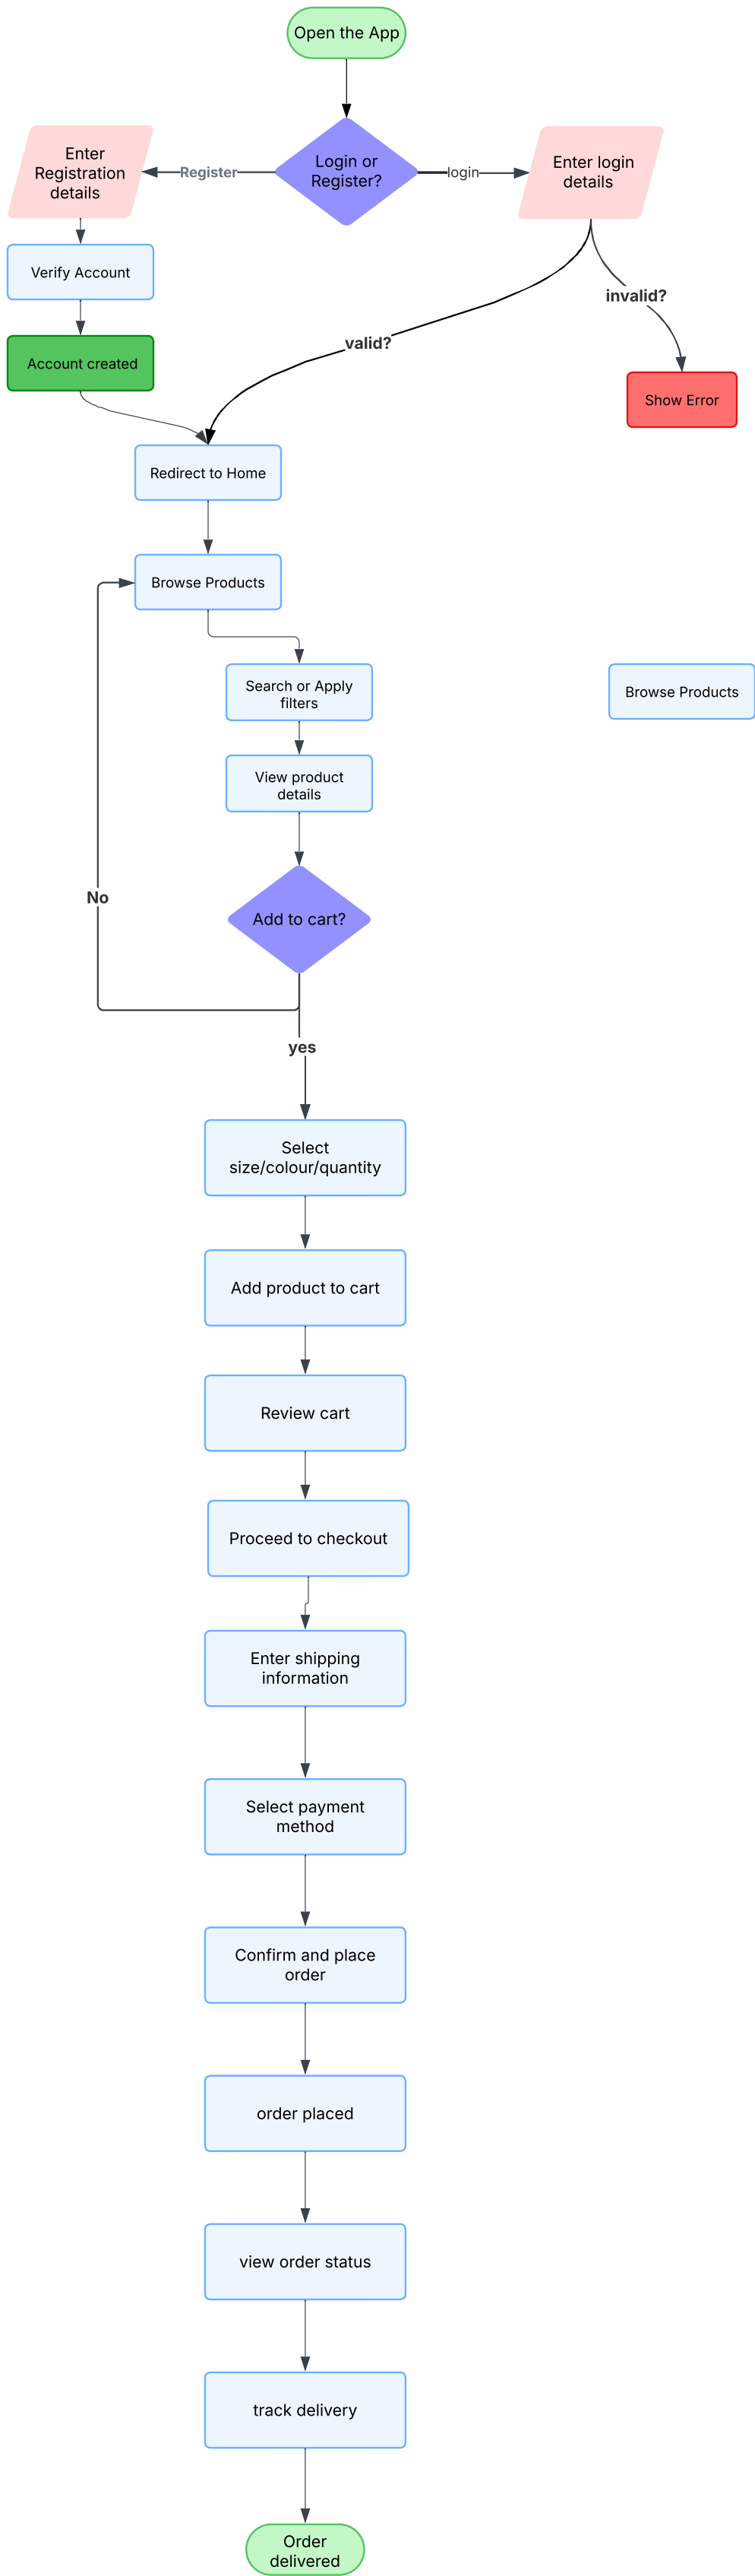 Open the App
Login or
Register?
Register
login
Enter
Registration
details
Enter login
details
Verify Account
invalid?
valid?
Account created
Show Error
Redirect to Home
Browse Products
Search or Apply
filters
Browse Products
View product
details
No
Add to cart?
yes
Select
size/colour/quantity
Add product to cart
Review cart
Proceed to checkout
Enter shipping
information
Select payment
method
Confirm and place
order
order placed
view order status
track delivery
Order
delivered